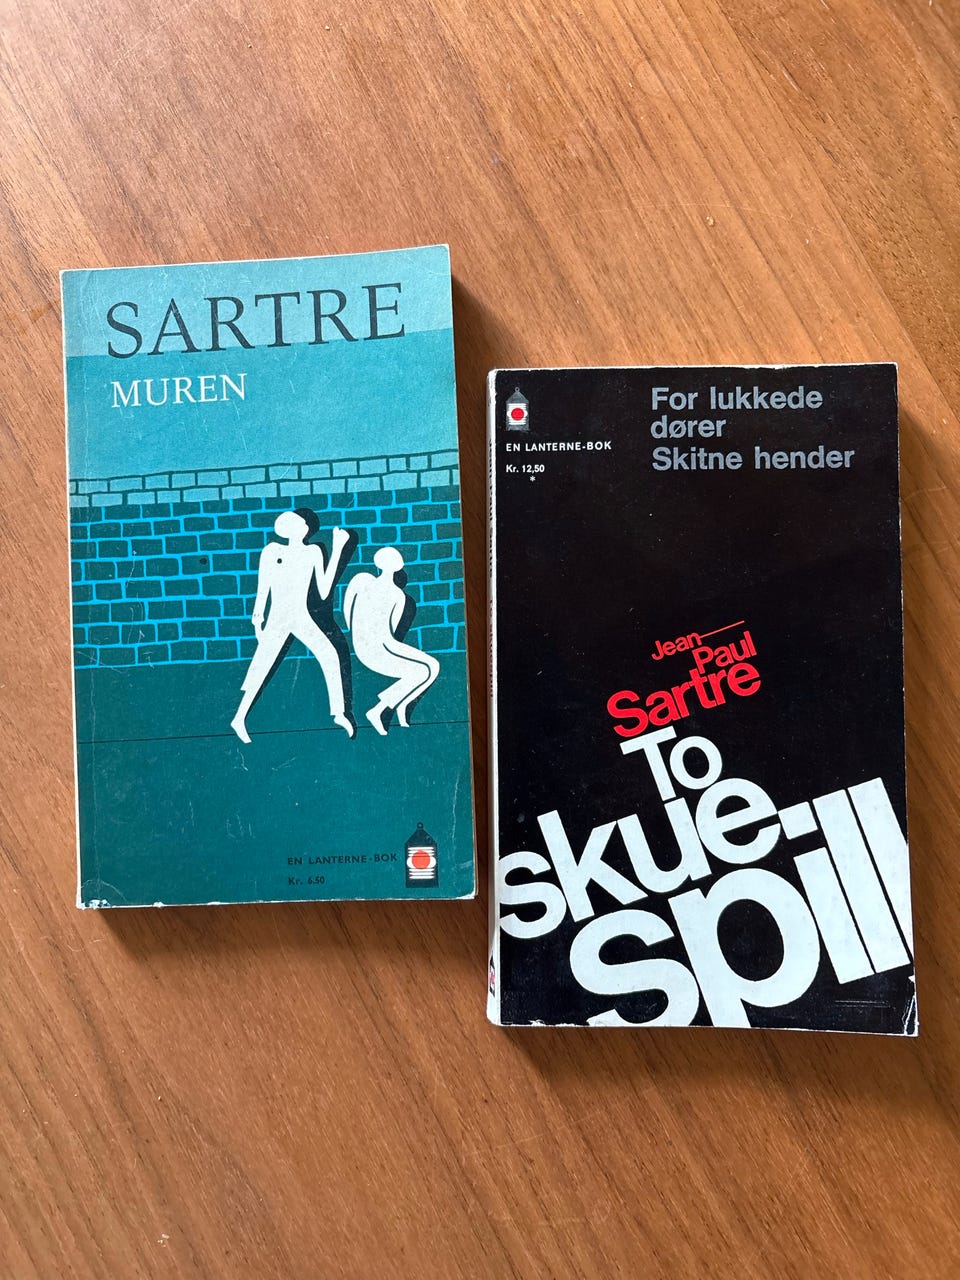 SARTRE
MUREN
EN LANTERNE-BOK
Kr. 6.50
EN LANTERNE-BOK
Kr. 12,50
*
For lukkede
dører
Skitne hender
Jean-
Paul
Sartre
To
skue-
spill